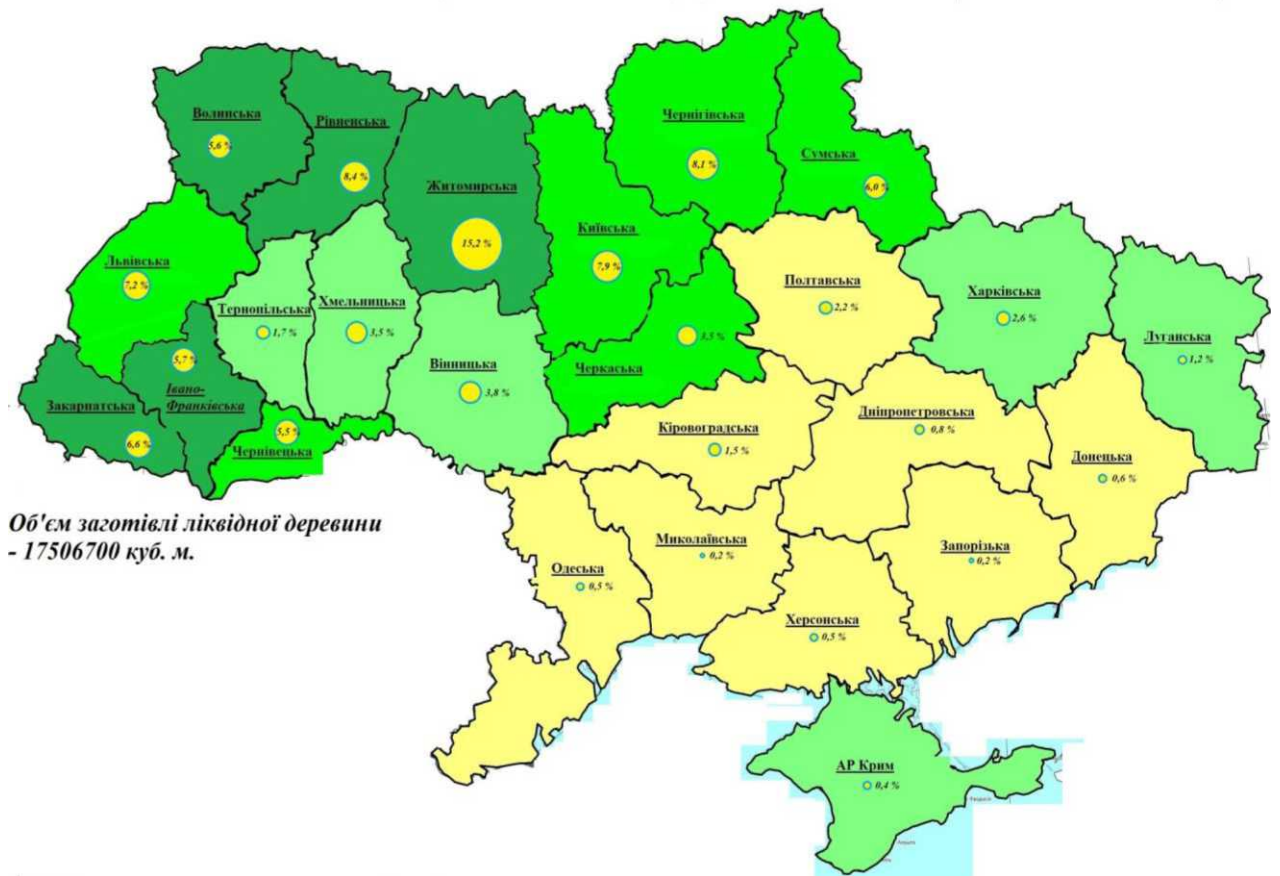 Волинська
5,6 %
Рівненська
8,4 %
Житомирська
15,2 %
Чернігівська
8,1 %
Сумська
6,0 %
Київська
7,9 %
Львівська
7,2 %
Тернопільська
1,7 %
Хмельницька
3,5 %
Вінницька
3,8 %
Черкаська
3,5 %
Полтавська
2,2 %
Харківська
2,6 %
Луганська
1,2 %
5,7 %
Івано-
Франківська
Закарпатська
6,6 %
5,5 %
Чернівецька
Кіровоградська
1,5 %
Дніпропетровська
0,8 %
Донецька
0,6 %
Об'єм заготівлі ліквідної деревини
- 17506700 куб. м.
Одеська
0,5 %
Миколаївська
0,2 %
Запорізька
0,2 %
Херсонська
0,5 %
АР Крим
0,4 %